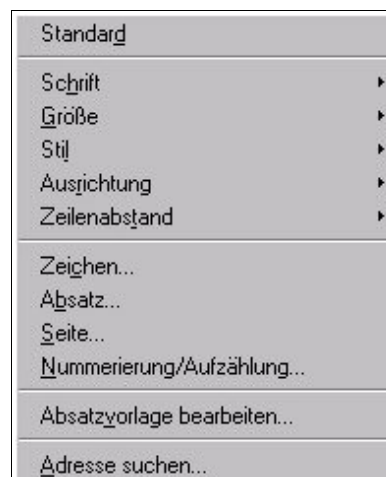 Standard
Schrift
Größe
Stil
Ausrichtung
Zeilenabstand
Zeichen...
Absatz...
Seite...
Nummerierung/Aufzählung...
Absatzvorlage bearbeiten...
Adresse suchen...